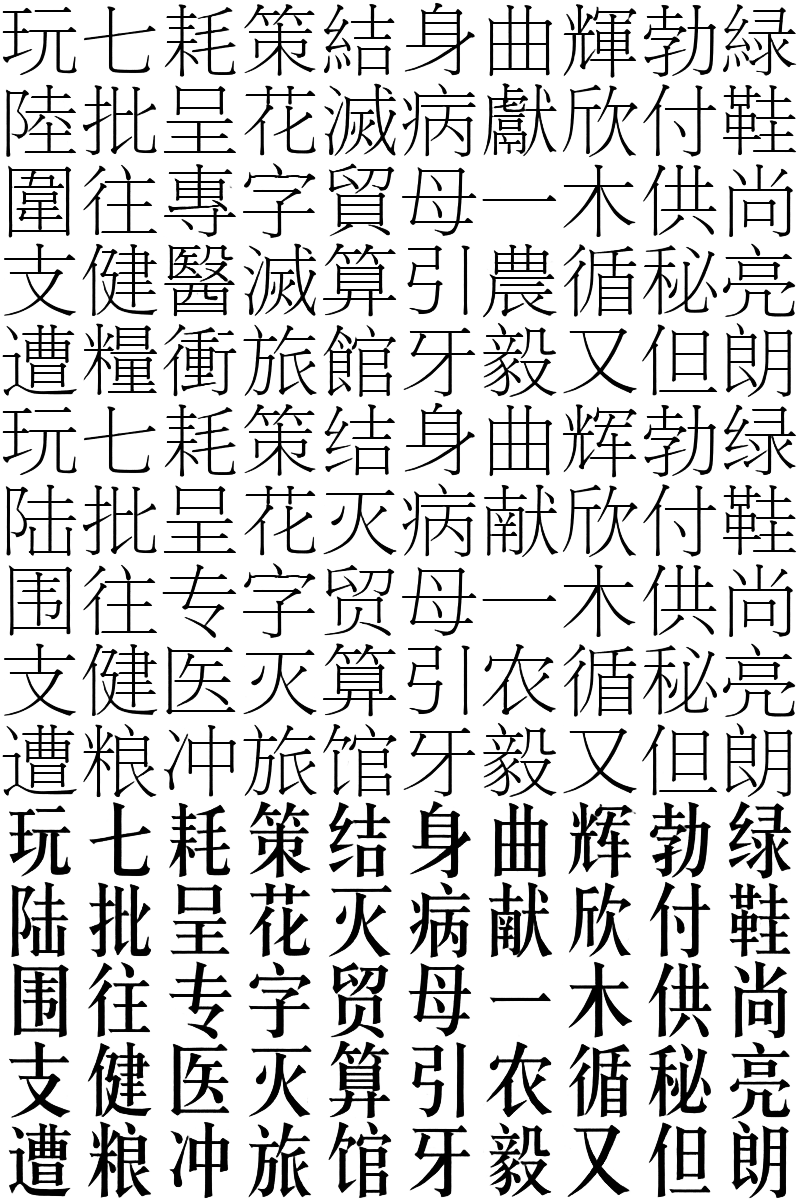 玩七耗策結身曲輝勃緑
陸批呈花滅病獻欣付鞋
圍往專字貿母一木供尚
支健醫滅算引農循秘亮
遭糧衝旅館牙毅又但朗
玩七耗策结身曲辉勃绿
陆批呈花灭病献欣付鞋
围往专字贸母一木供尚
支健医灭算引农循秘亮
遭粮冲旅馆牙毅又但朗
玩七耗策结身曲辉勃绿
陆批呈花灭病献欣付鞋
围往专字贸母一木供尚
支健医灭算引农循秘亮
遭粮冲旅馆牙毅又但朗